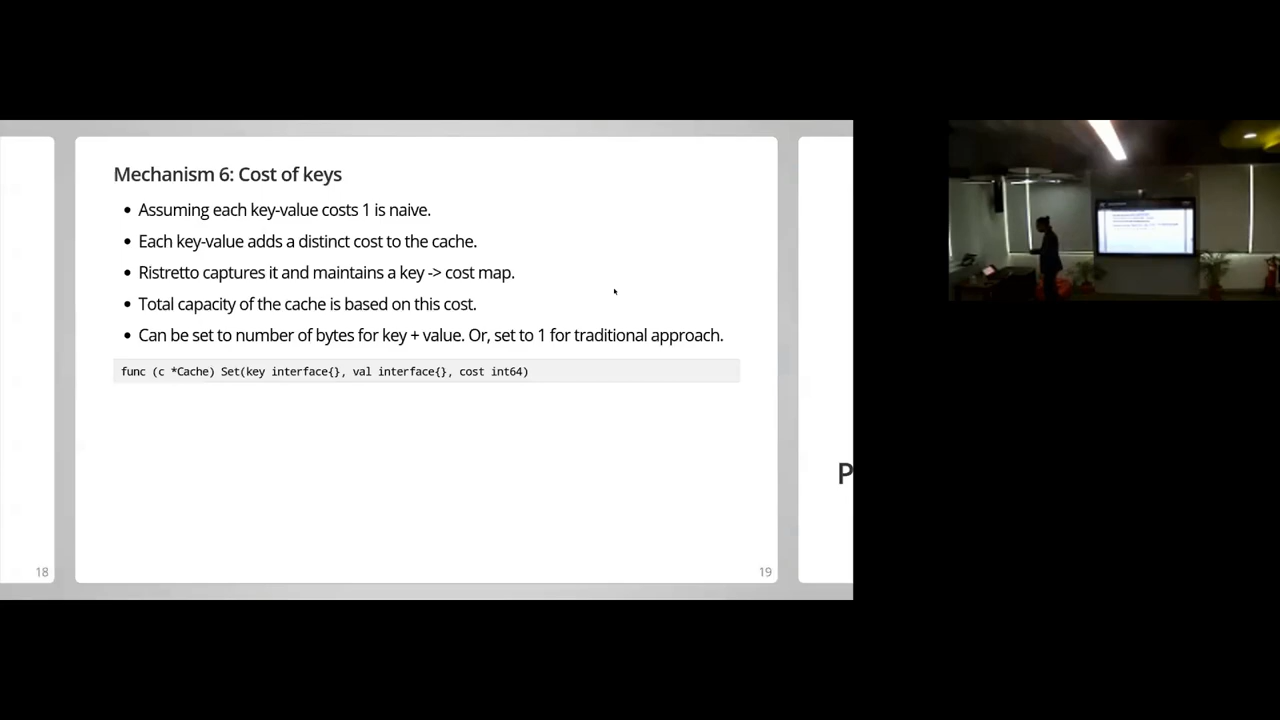 Mechanism 6: Cost of keys
• Assuming each key-value costs 1 is naive.
• Each key-value adds a distinct cost to the cache.
• Ristretto captures it and maintains a key -> cost map.
• Total capacity of the cache is based on this cost.
• Can be set to number of bytes for key + value. Or, set to 1 for traditional approach.
func (c *Cache) Set(key interface{}, val interface{}, cost int64)
18
19
P